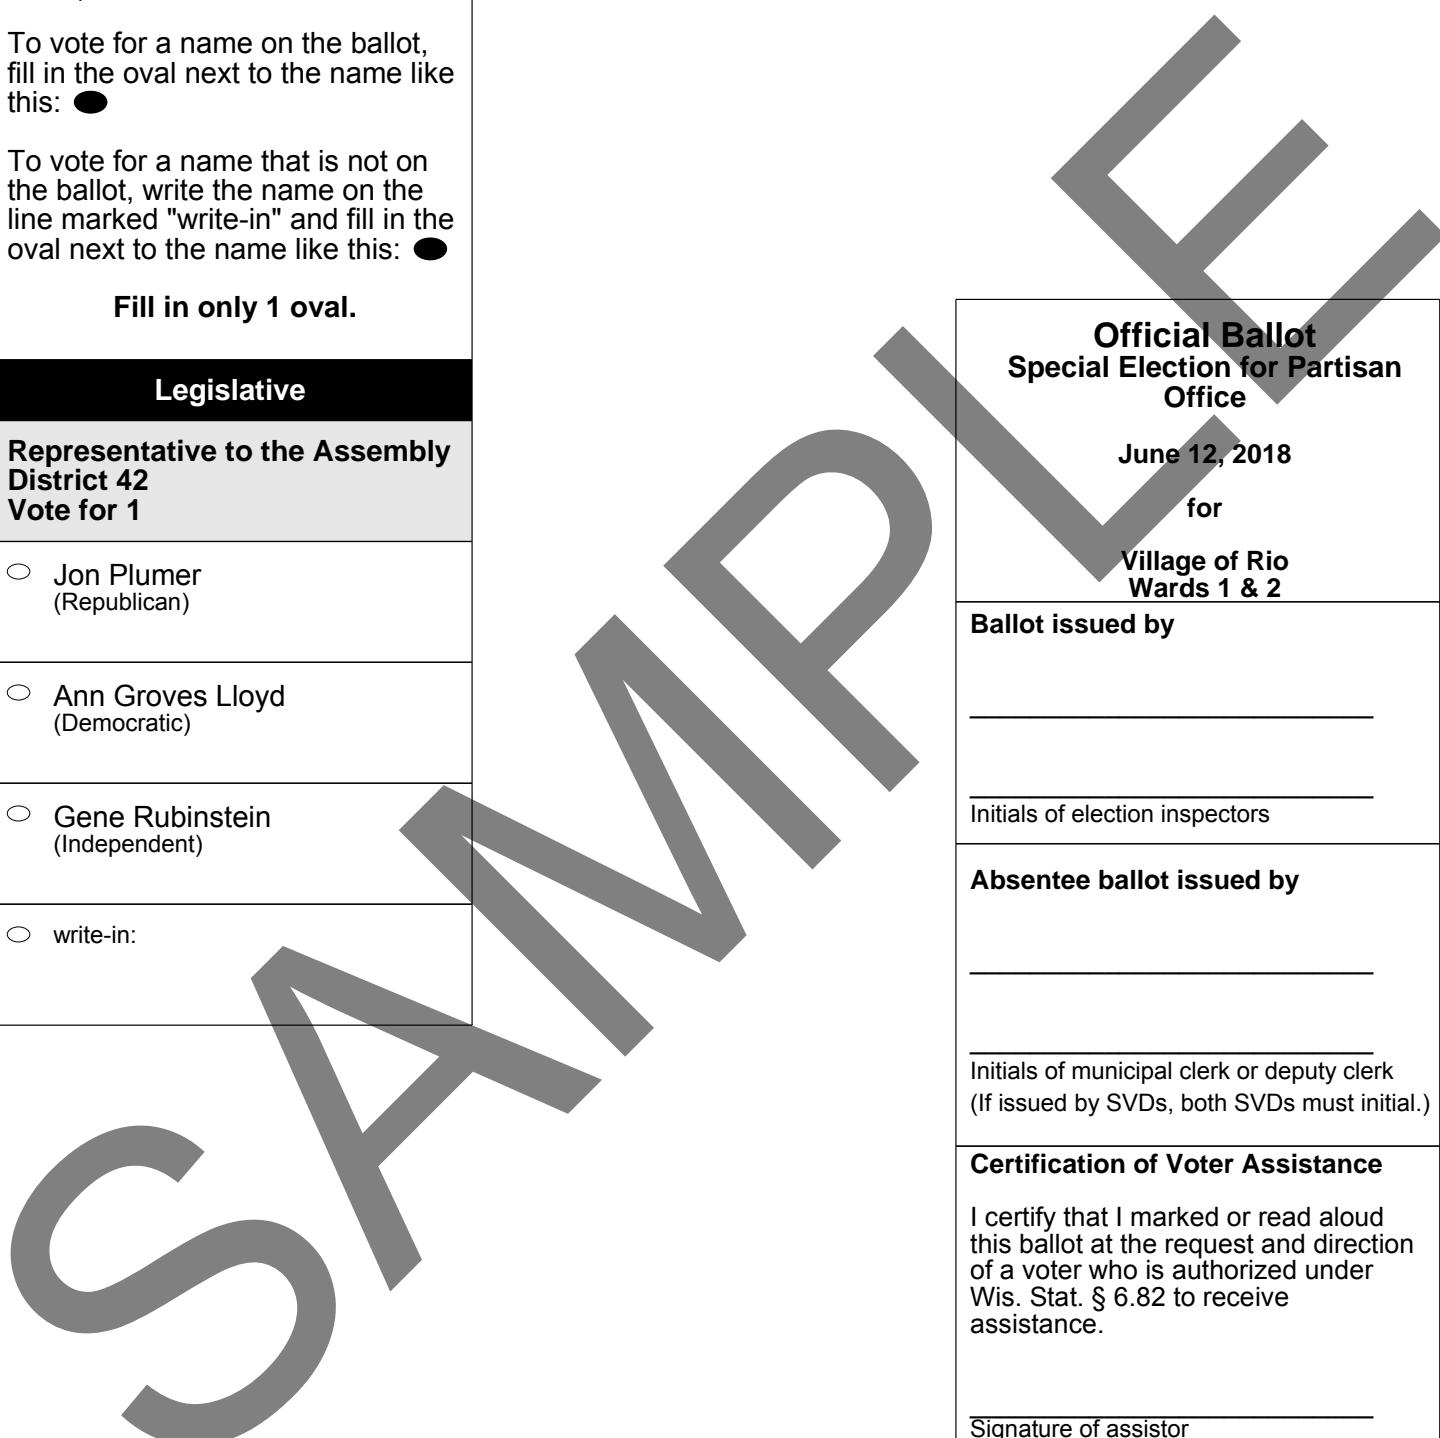 To vote for a name on the ballot,
fill in the oval next to the name like
this:
To vote for a name that is not on
the ballot, write the name on the
line marked "write-in" and fill in the
oval next to the name like this:
Fill in only 1 oval.
Legislative
Representative to the Assembly
District 42
Vote for 1
Jon Plumer
(Republican)
Ann Groves Lloyd
(Democratic)
Gene Rubinstein
(Independent)
write-in:
SAMPLE
Official Ballot
Special Election for Partisan
Office
June 12, 2018
for
Village of Rio
Wards 1 & 2
Ballot issued by
Initials of election inspectors
Absentee ballot issued by
Initials of municipal clerk or deputy clerk
(If issued by SVDs, both SVDs must initial.)
Certification of Voter Assistance
I certify that I marked or read aloud
this ballot at the request and direction
of a voter who is authorized under
Wis. Stat. § 6.82 to receive
assistance.
Signature of assistor